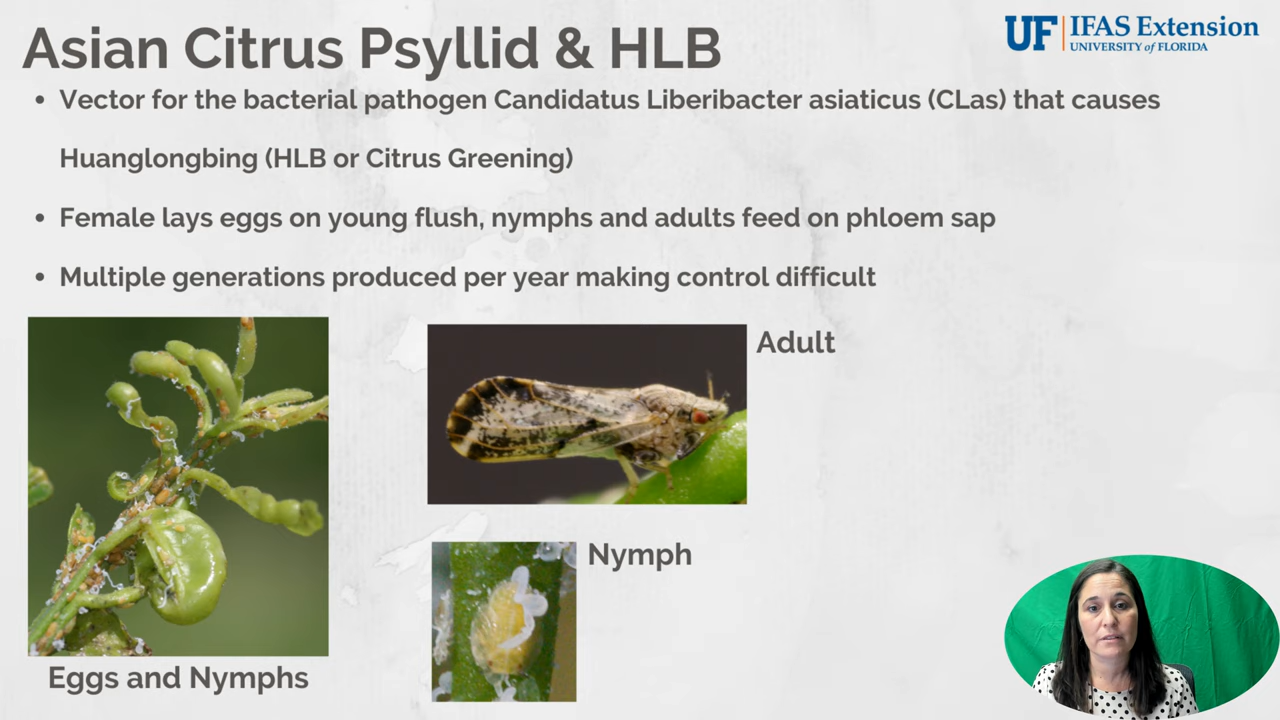 Asian Citrus Psyllid & HLB
UF IFAS Extension
UNIVERSITY of FLORIDA
• Vector for the bacterial pathogen Candidatus Liberibacter asiaticus (CLas) that causes
Huanglongbing (HLB or Citrus Greening)
• Female lays eggs on young flush, nymphs and adults feed on phloem sap
• Multiple generations produced per year making control difficult
Adult
Nymph
Eggs and Nymphs